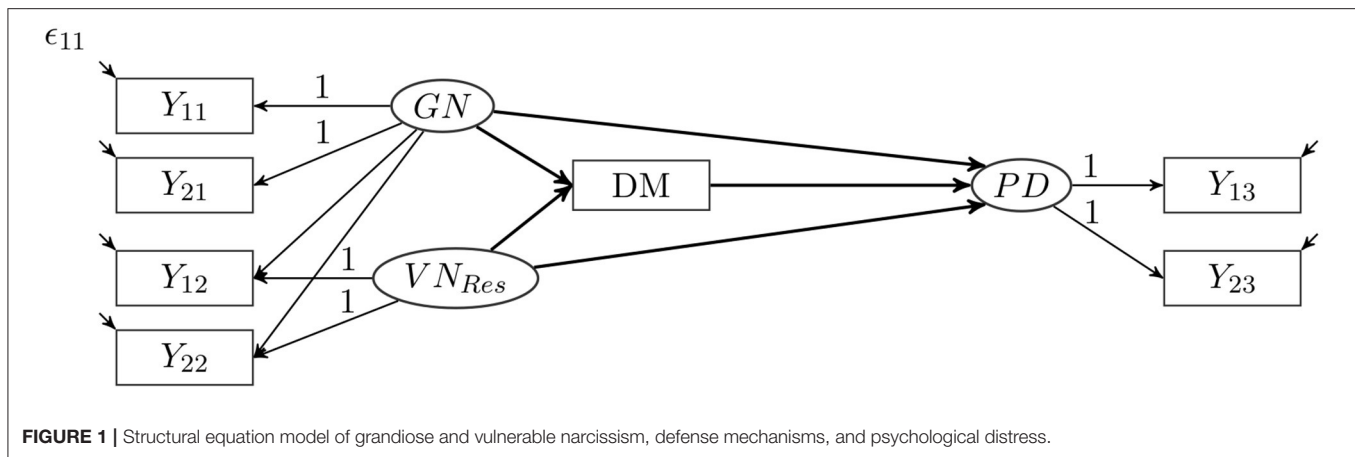 ϵ₁₁
Y₁₁
1
GN
1
Y₂₁
DM
PD
1
Y₁₃
1
Y₁₂
1
VN_Res
Y₂₃
1
Y₂₂
FIGURE 1 | Structural equation model of grandiose and vulnerable narcissism, defense mechanisms, and psychological distress.